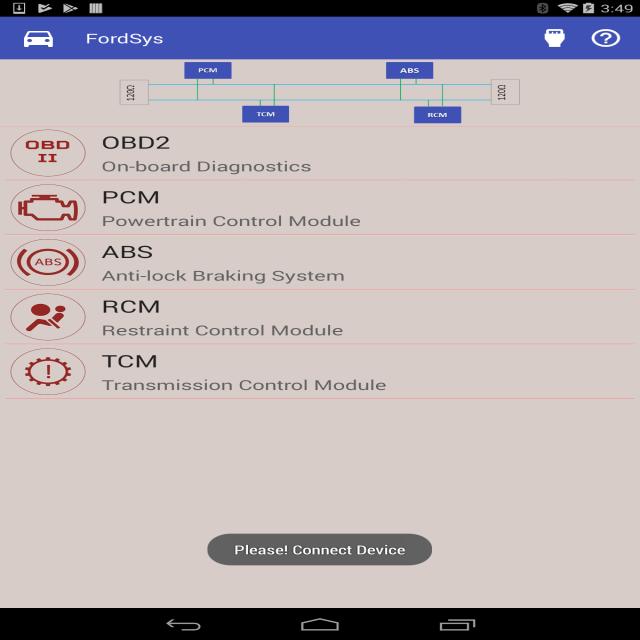 3:49
FordSys
PCM
ABS
120Ω
120Ω
TCM
RCM
OBD
II
OBD2
On-board Diagnostics
PCM
Powertrain Control Module
ABS
ABS
Anti-lock Braking System
RCM
Restraint Control Module
!
TCM
Transmission Control Module
Please! Connect Device